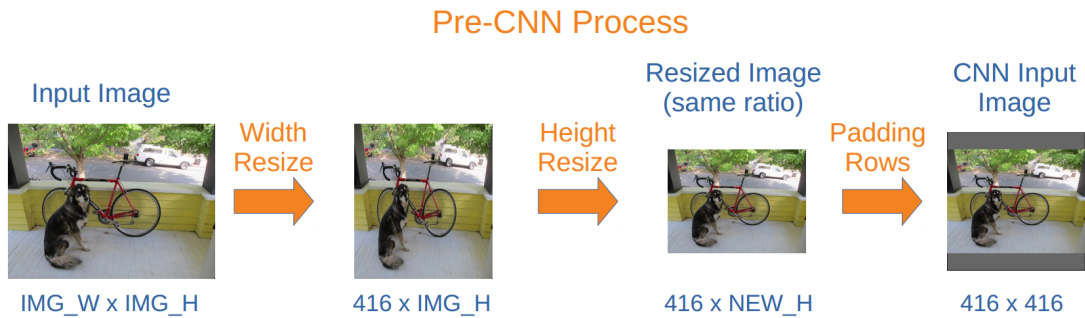 Pre-CNN Process
Input Image
Width
Resize
Height
Resize
Resized Image
(same ratio)
Padding
Rows
CNN Input
Image
IMG_W x IMG_H
416 x IMG_H
416 x NEW_H
416 x 416